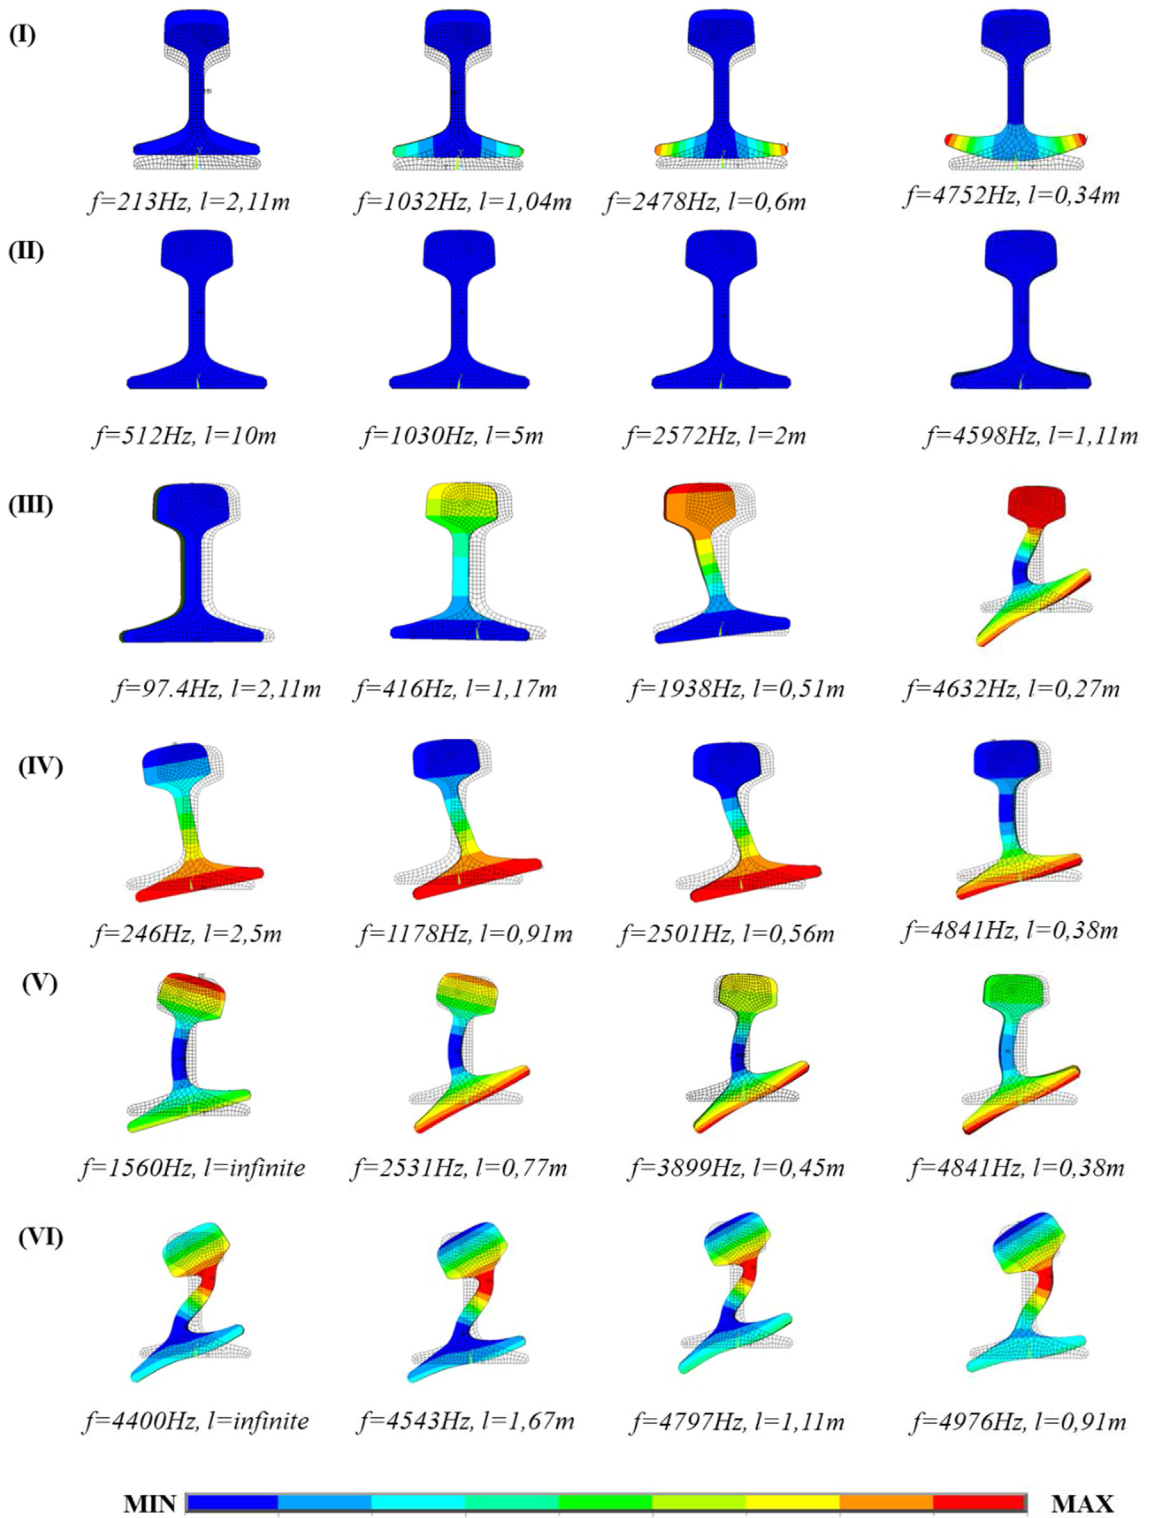 (I)
f=213Hz, l=2,11m f=1032Hz, l=1,04m f=2478Hz, l=0,6m f=4752Hz, l=0,34m
(II)
f=512Hz, l=10m f=1030Hz, l=5m f=2572Hz, l=2m f=4598Hz, l=1,11m
(III)
f=97.4Hz, l=2,11m f=416Hz, l=1,17m f=1938Hz, l=0,51m f=4632Hz, l=0,27m
(IV)
f=246Hz, l=2,5m f=1178Hz, l=0,91m f=2501Hz, l=0,56m f=4841Hz, l=0,38m
(V)
f=1560Hz, l=infinite f=2531Hz, l=0,77m f=3899Hz, l=0,45m f=4841Hz, l=0,38m
(VI)
f=4400Hz, l=infinite f=4543Hz, l=1,67m f=4797Hz, l=1,11m f=4976Hz, l=0,91m
MIN MAX